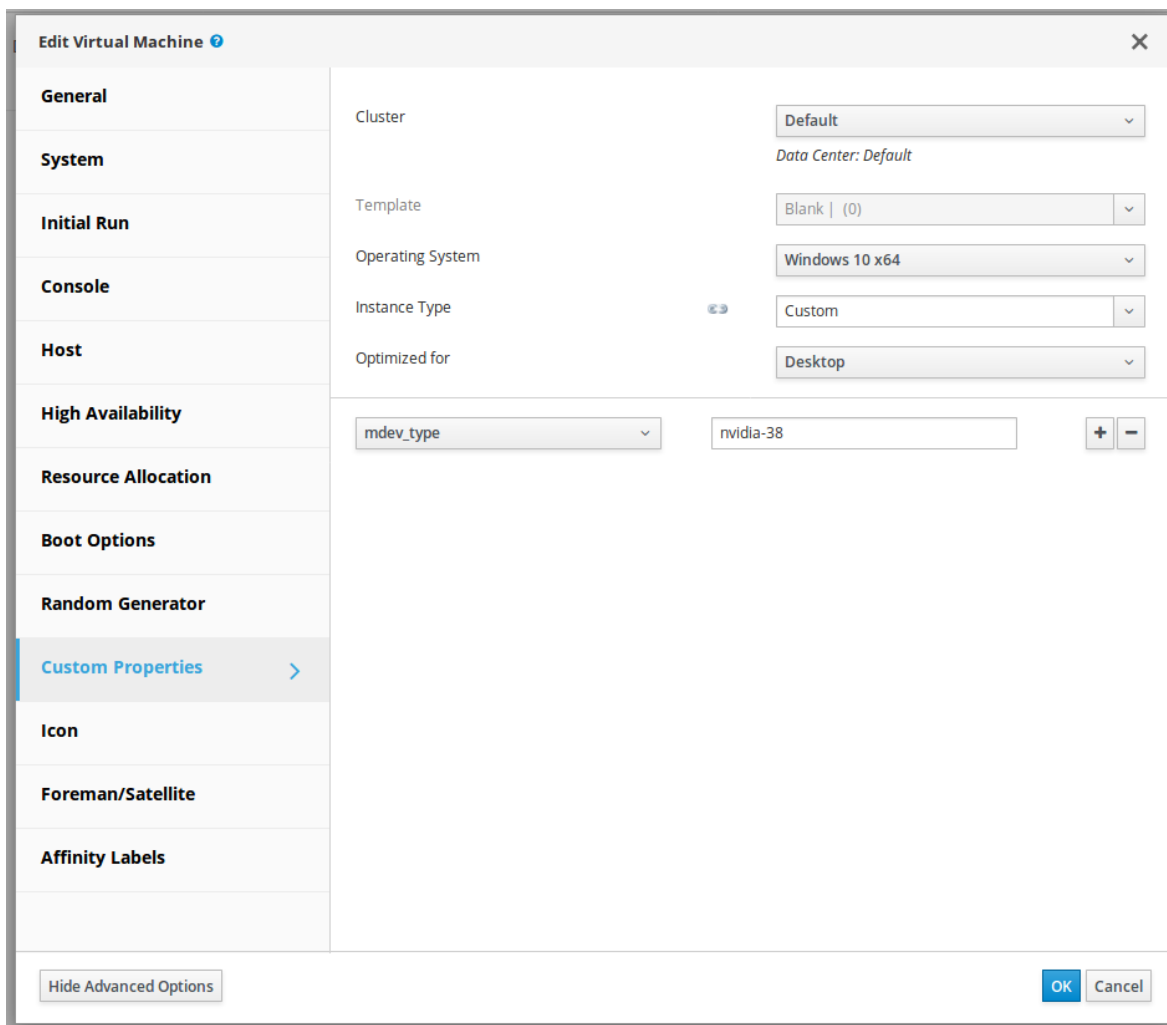 Edit Virtual Machine
General
System
Initial Run
Console
Host
High Availability
Resource Allocation
Boot Options
Random Generator
Custom Properties
Icon
Foreman/Satellite
Affinity Labels
Cluster Default
Data Center: Default
Template Blank | (0)
Operating System Windows 10 x64
Instance Type Custom
Optimized for Desktop
mdev_type nvidia-38
Hide Advanced Options OK Cancel